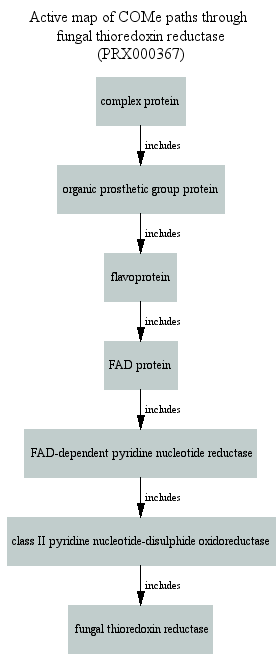 Active map of COMe paths through
fungal thioredoxin reductase
(PRX000367)
complex protein
includes
organic prosthetic group protein
includes
flavoprotein
includes
FAD protein
includes
FAD-dependent pyridine nucleotide reductase
includes
class II pyridine nucleotide-disulphide oxidoreductase
includes
fungal thioredoxin reductase